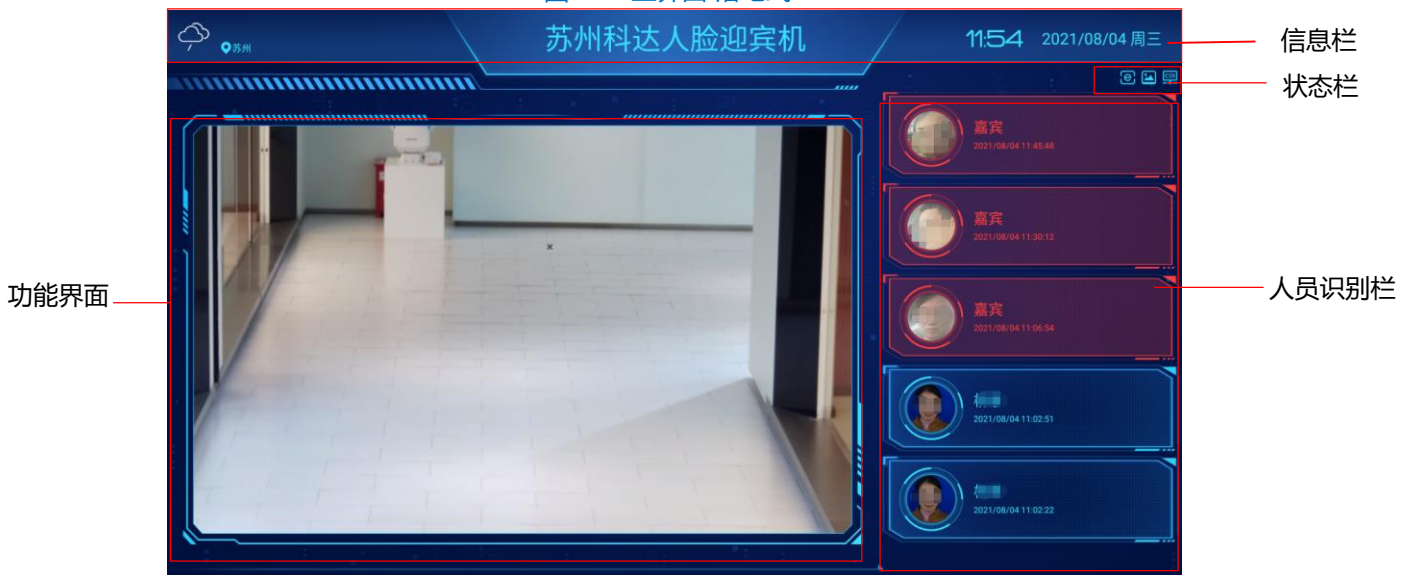 苏州
苏州科达人脸迎宾机
11:54 2021/08/04 周三
信息栏
状态栏
嘉宾
2021/08/04 11:45:48
嘉宾
2021/08/04 11:30:12
功能界面
人员识别栏
嘉宾
2021/08/04 11:06:54
2021/08/04 11:02:51
2021/08/04 11:02:22